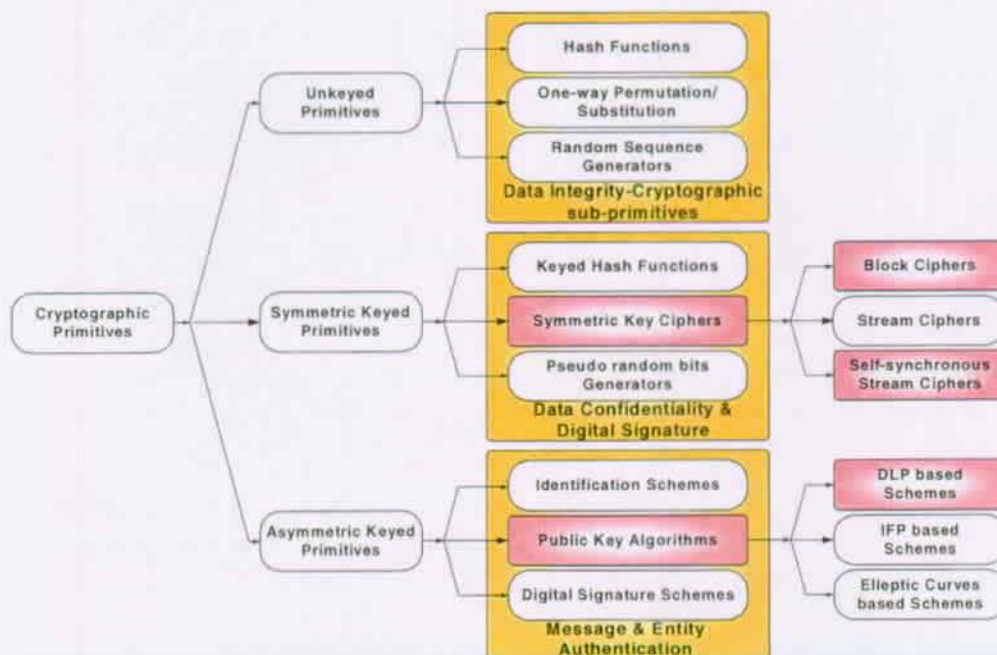 Hash Functions
Unkeyed
Primitives
One-way Permutation/
Substitution
Random Sequence
Generators
Data Integrity-Cryptographic
sub-primitives
Cryptographic
Primitives
Symmetric Keyed
Primitives
Keyed Hash Functions
Symmetric Key Ciphers
Pseudo random bits
Generators
Data Confidentiality &
Digital Signature
Block Ciphers
Stream Ciphers
Self-synchronous
Stream Ciphers
Asymmetric Keyed
Primitives
Identification Schemes
Public Key Algorithms
Digital Signature Schemes
Message & Entity
Authentication
DLP based
Schemes
IFP based
Schemes
Elleptic Curves
based Schemes